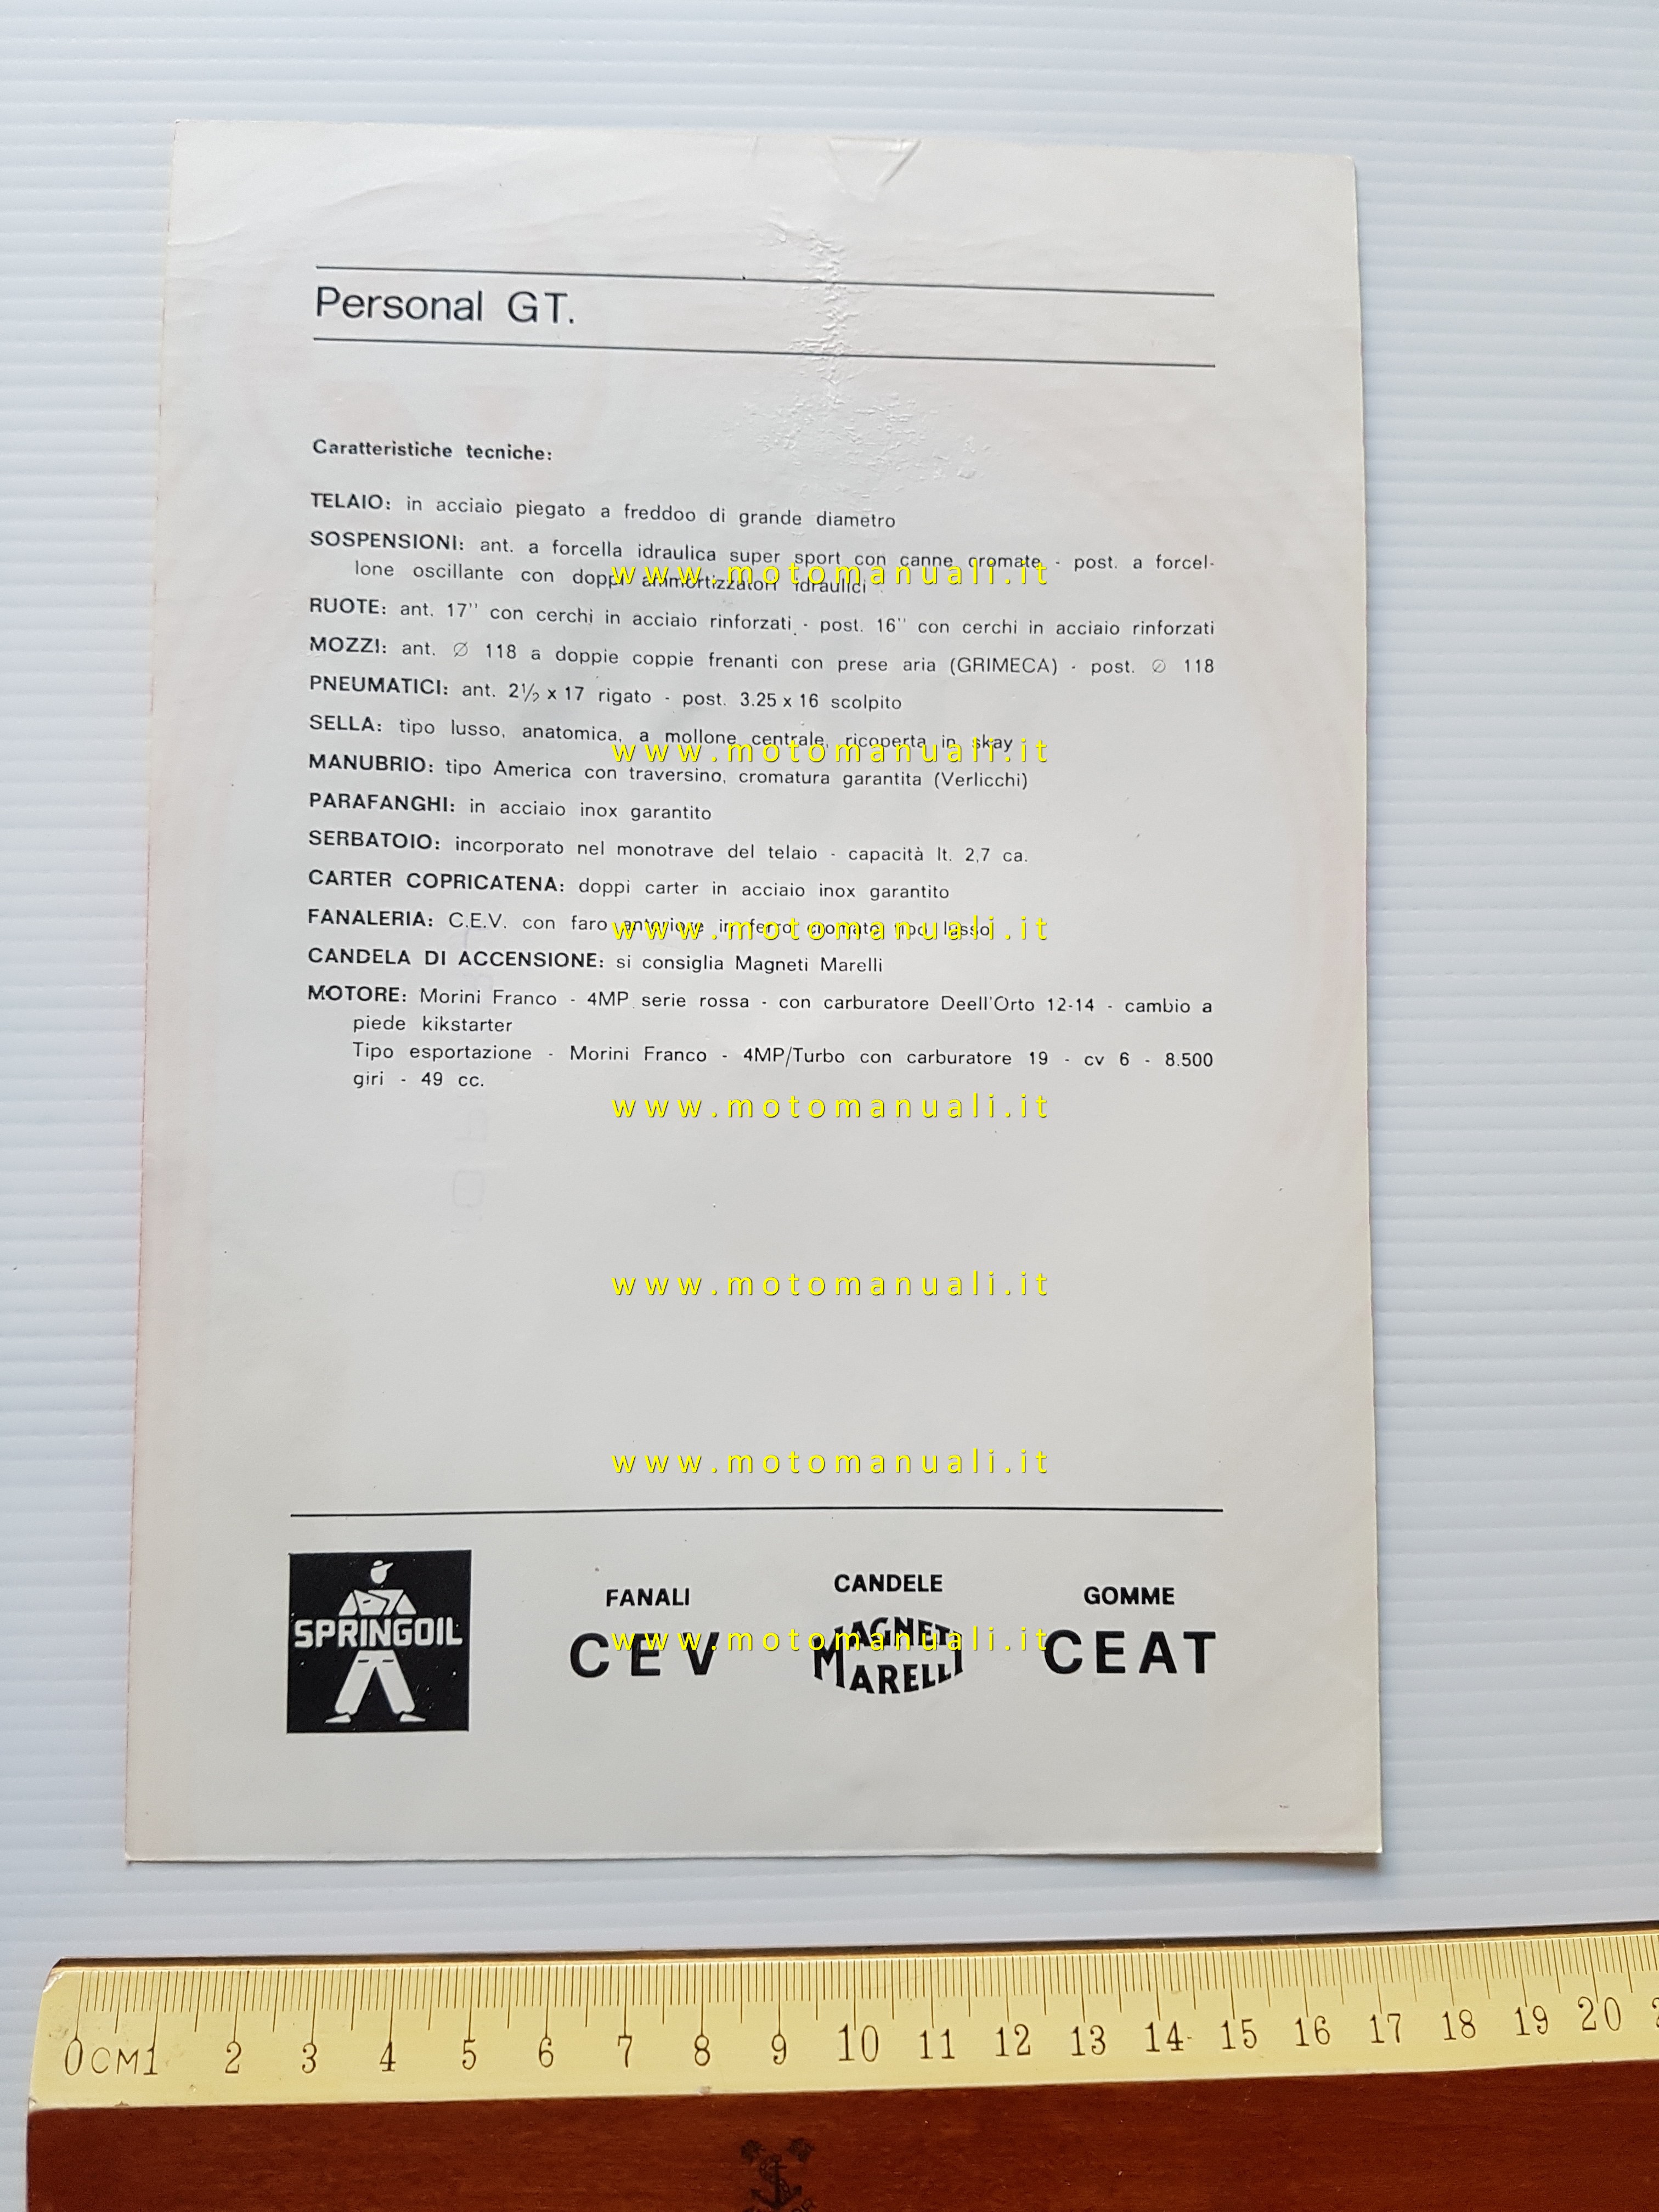 Personal GT.
Caratteristiche tecniche:
TELAIO: in acciaio piegato a freddoo di grande diametro
SOSPENSIONI: ant. a forcella idraulica super sport con canne cromate - post. a forcel-
lone oscillante con doppi ammortizzatori idraulici
www.motomanuali.it
RUOTE: ant. 17'' con cerchi in acciaio rinforzati - post. 16'' con cerchi in acciaio rinforzati
MOZZI: ant. Ø 118 a doppie coppie frenanti con prese aria (GRIMECA) - post. Ø 118
PNEUMATICI: ant. 2½ x 17 rigato - post. 3.25 x 16 scolpito
SELLA: tipo lusso, anatomica, a mollone centrale, ricoperta in skay
www.motomanuali.it
MANUBRIO: tipo America con traversino, cromatura garantita (Verlicchi)
PARAFANGHI: in acciaio inox garantito
SERBATOIO: incorporato nel monotrave del telaio - capacità lt. 2,7 ca.
CARTER COPRICATENA: doppi carter in acciaio inox garantito
FANALERIA: C.E.V. con faro anteriore in ferro cromato tipo lusso
www.motomanuali.it
CANDELA DI ACCENSIONE: si consiglia Magneti Marelli
MOTORE: Morini Franco - 4MP serie rossa - con carburatore Deell'Orto 12-14 - cambio a
piede kikstarter
Tipo esportazione - Morini Franco - 4MP/Turbo con carburatore 19 - cv 6 - 8.500
giri - 49 cc.
www.motomanuali.it
www.motomanuali.it
www.motomanuali.it
SPRINGOIL
FANALI
CEV
CANDELE
MAGNETI
MARELLI
GOMME
CEAT
www.motomanuali.it
0CM1 2 3 4 5 6 7 8 9 10 11 12 13 14 15 16 17 18 19 20